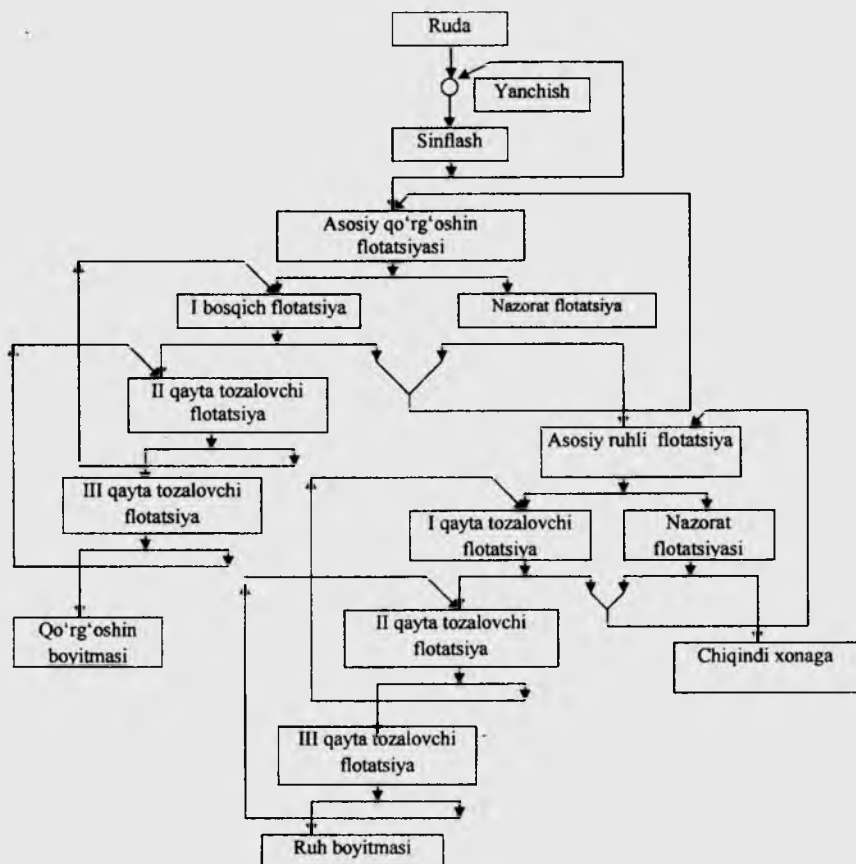 Ruda
Yanchish
Sinflash
Asosiy qo‘rg‘oshin
flotatsiyasi
I bosqich flotatsiya
Nazorat flotatsiya
II qayta tozalovchi
flotatsiya
Asosiy ruhli flotatsiya
III qayta tozalovchi
flotatsiya
I qayta tozalovchi
flotatsiya
Nazorat
flotatsiyasi
Qo‘rg‘oshin
boyitmasi
II qayta tozalovchi
flotatsiya
Chiqindi xonaga
III qayta tozalovchi
flotatsiya
Ruh boyitmasi